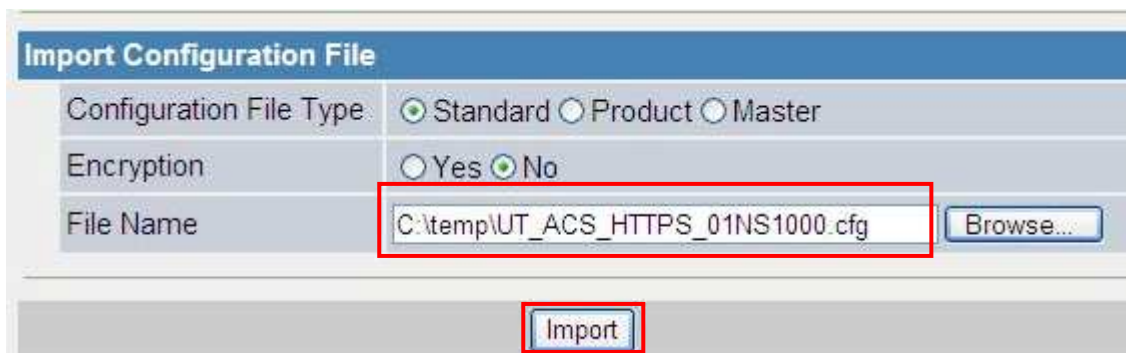 Import Configuration File
Configuration File Type Standard Product Master
Encryption Yes No
File Name C:\temp\UT_ACS_HTTPS_01NS1000.cfg Browse...
Import